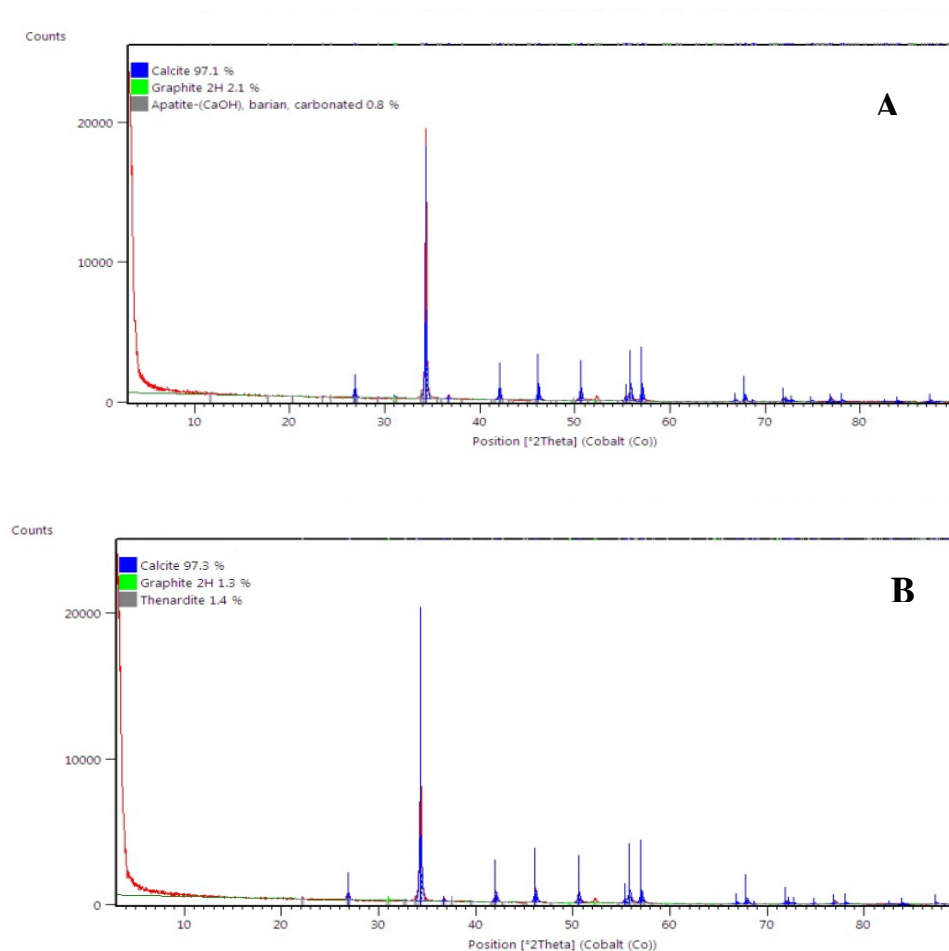 Counts
Calcite 97.1 %
Graphite 2H 2.1 %
Apatite-(CaOH), barian, carbonated 0.8 %
A
20000
10000
0
10 20 30 40 50 60 70 80
Position [°2Theta] (Cobalt (Co))
Counts
Calcite 97.3 %
Graphite 2H 1.3 %
Thenardite 1.4 %
B
20000
10000
0
10 20 30 40 50 60 70 80
Position [°2Theta] (Cobalt (Co))